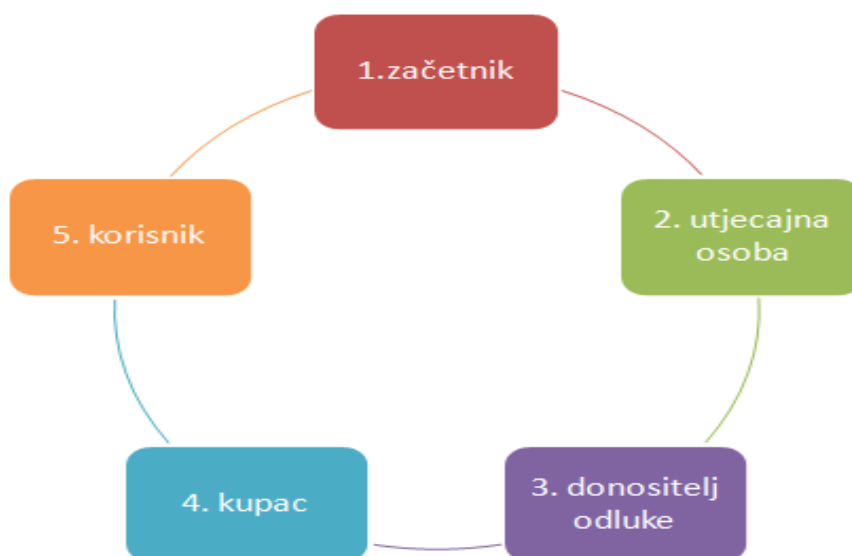 1.začetnik
2. utjecajna
osoba
3. donositelj
odluke
4. kupac
5. korisnik